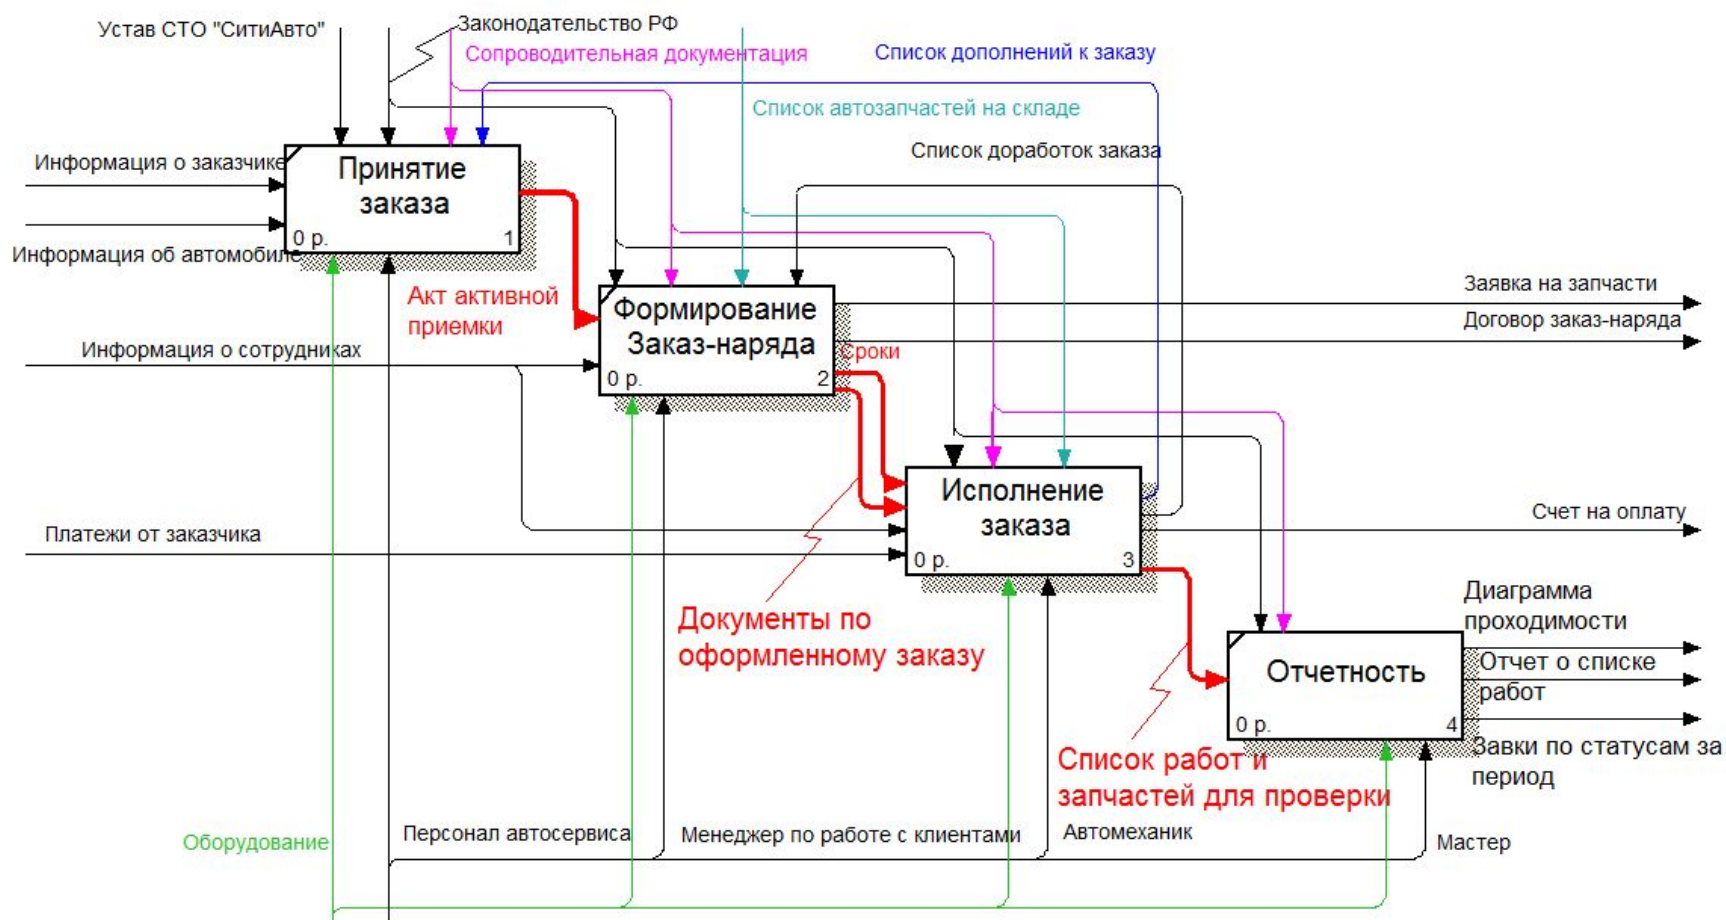 Устав СТО "СитиАвто"
Законодательство РФ
Сопроводительная документация
Список дополнений к заказу
Список автозапчастей на складе
Список доработок заказа
Информация о заказчике
Принятие
заказа
0 р.
1
Информация об автомобиле
Акт активной
приемки
Формирование
Заказ-наряда
0 р.
2
Заявка на запчасти
Договор заказ-наряда
Информация о сотрудниках
Сроки
Исполнение
заказа
0 р.
3
Счет на оплату
Платежи от заказчика
Документы по
оформленному заказу
Диаграмма
проходимости
Отчет о списке
работ
Отчетность
0 р.
4
Завки по статусам за
период
Список работ и
запчастей для проверки
Оборудование
Персонал автосервиса
Менеджер по работе с клиентами
Автомеханик
Мастер